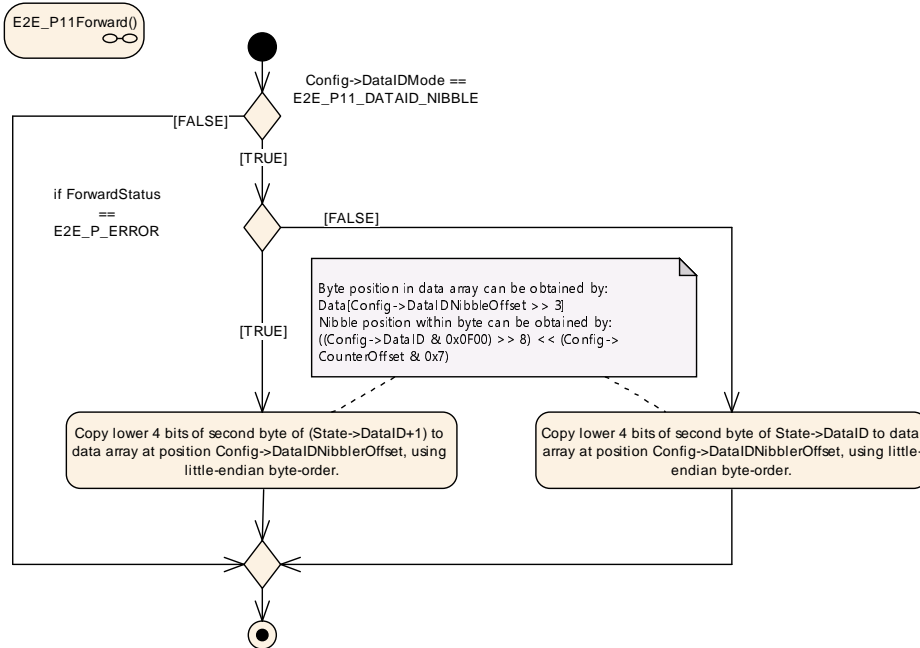 E2E_P11Forward()
Config->DataIDMode ==
E2E_P11_DATAID_NIBBLE
[FALSE]
[TRUE]
if ForwardStatus
==
E2E_P_ERROR
[FALSE]
Byte position in data array can be obtained by:
Data[Config->DataIDNibbleOffset >> 3]
Nibble position within byte can be obtained by:
((Config->DataID & 0x0F00) >> 8) << (Config->
CounterOffset & 0x7)
[TRUE]
Copy lower 4 bits of second byte of (State->DataID+1) to
data array at position Config->DataIDNibblerOffset, using
little-endian byte-order.
Copy lower 4 bits of second byte of State->DataID to data
array at position Config->DataIDNibblerOffset, using little-
endian byte-order.